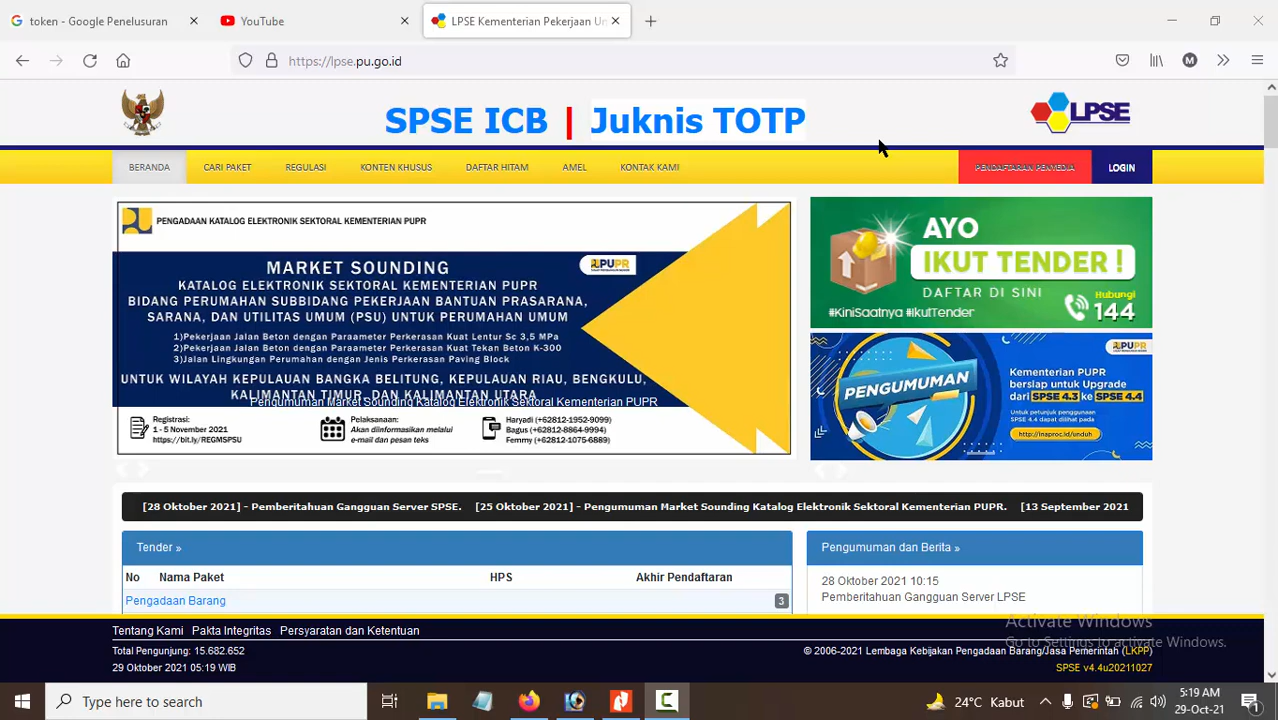 token - Google Penelusuran
YouTube
LPSE Kementerian Pekerjaan Un
https://lpse.pu.go.id
M
SPSE ICB | Juknis TOTP
LPSE
BERANDA CARI PAKET REGULASI KONTEN KHUSUS DAFTAR HITAM AMEL KONTAK KAMI PENDAFTARAN PENYEDIA LOGIN
PENGADAAN KATALOG ELEKTRONIK SEKTORAL KEMENTERIAN PUPR
PUPR
MARKET SOUNDING
KATALOG ELEKTRONIK SEKTORAL KEMENTERIAN PUPR
BIDANG PERUMAHAN SUBBIDANG PEKERJAAN BANTUAN PRASARANA,
SARANA, DAN UTILITAS UMUM (PSU) UNTUK PERUMAHAN UMUM
1)Pekerjaan Jalan Beton dengan Paraameter Perkerasan Kuat Lentur Sc 3,5 MPa
2)Pekerjaan Jalan Beton dengan Paraameter Perkerasan Kuat Tekan Beton K-300
3)Jalan Lingkungan Perumahan dengan Jenis Perkerasan Paving Block
UNTUK WILAYAH KEPULAUAN BANGKA BELITUNG, KEPULAUAN RIAU, BENGKULU,
KALIMANTAN TIMUR, DAN KALIMANTAN UTARA
Pengumuman Market Sounding Katalog Elektronik Sektoral Kementerian PUPR
Registrasi:
1 - 5 November 2021
https://bit.ly/REGMSPSU
Pelaksanaan:
Akan diinformasikan melalui
e-mail dan pesan teks
Haryadi (+62812-1952-9099)
Bagus (+62812-8864-9994)
Femmy (+62812-1075-6889)
AYO
IKUT TENDER !
DAFTAR DI SINI
#KiniSaatnya #IkutTender
Hubungi
144
PUPR
PENGUMUMAN
Kementerian PUPR
bersiap untuk Upgrade
dari SPSE 4.3 ke SPSE 4.4
Untuk petunjuk penggunaan
SPSE 4.4 dapat dilihat pada
http://inaproc.id/unduh
[28 Oktober 2021] - Pemberitahuan Gangguan Server SPSE. [25 Oktober 2021] - Pengumuman Market Sounding Katalog Elektronik Sektoral Kementerian PUPR. [13 September 2021
Tender »
No Nama Paket HPS Akhir Pendaftaran
Pengadaan Barang 3
Pengumuman dan Berita »
28 Oktober 2021 10:15
Pemberitahuan Gangguan Server LPSE
Activate Windows
Go to Settings to activate Windows.
Tentang Kami Pakta Integritas Persyaratan dan Ketentuan
Total Pengunjung: 15.682.652
29 Oktober 2021 05:19 WIB
© 2006-2021 Lembaga Kebijakan Pengadaan Barang/Jasa Pemerintah (LKPP)
SPSE v4.4u20211027
Type here to search
24°C Kabut
5:19 AM
29-Oct-21
1